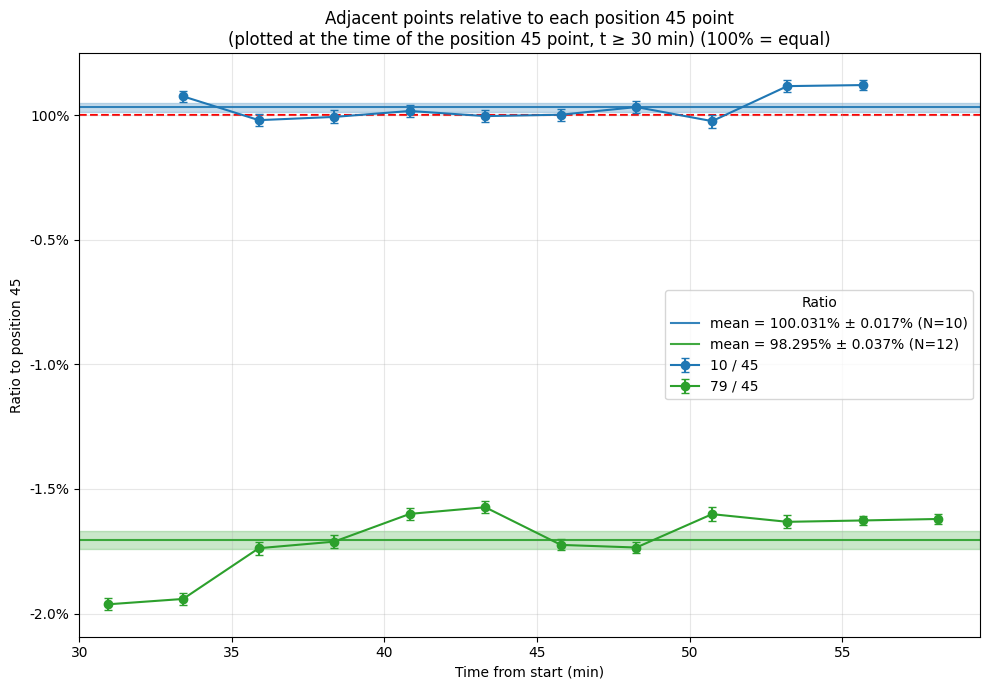 Adjacent points relative to each position 45 point
(plotted at the time of the position 45 point, t ≥ 30 min) (100% = equal)
Ratio to position 45
100%
-0.5%
-1.0%
-1.5%
-2.0%
Ratio
mean = 100.031% ± 0.017% (N=10)
mean = 98.295% ± 0.037% (N=12)
10 / 45
79 / 45
30 35 40 45 50 55
Time from start (min)